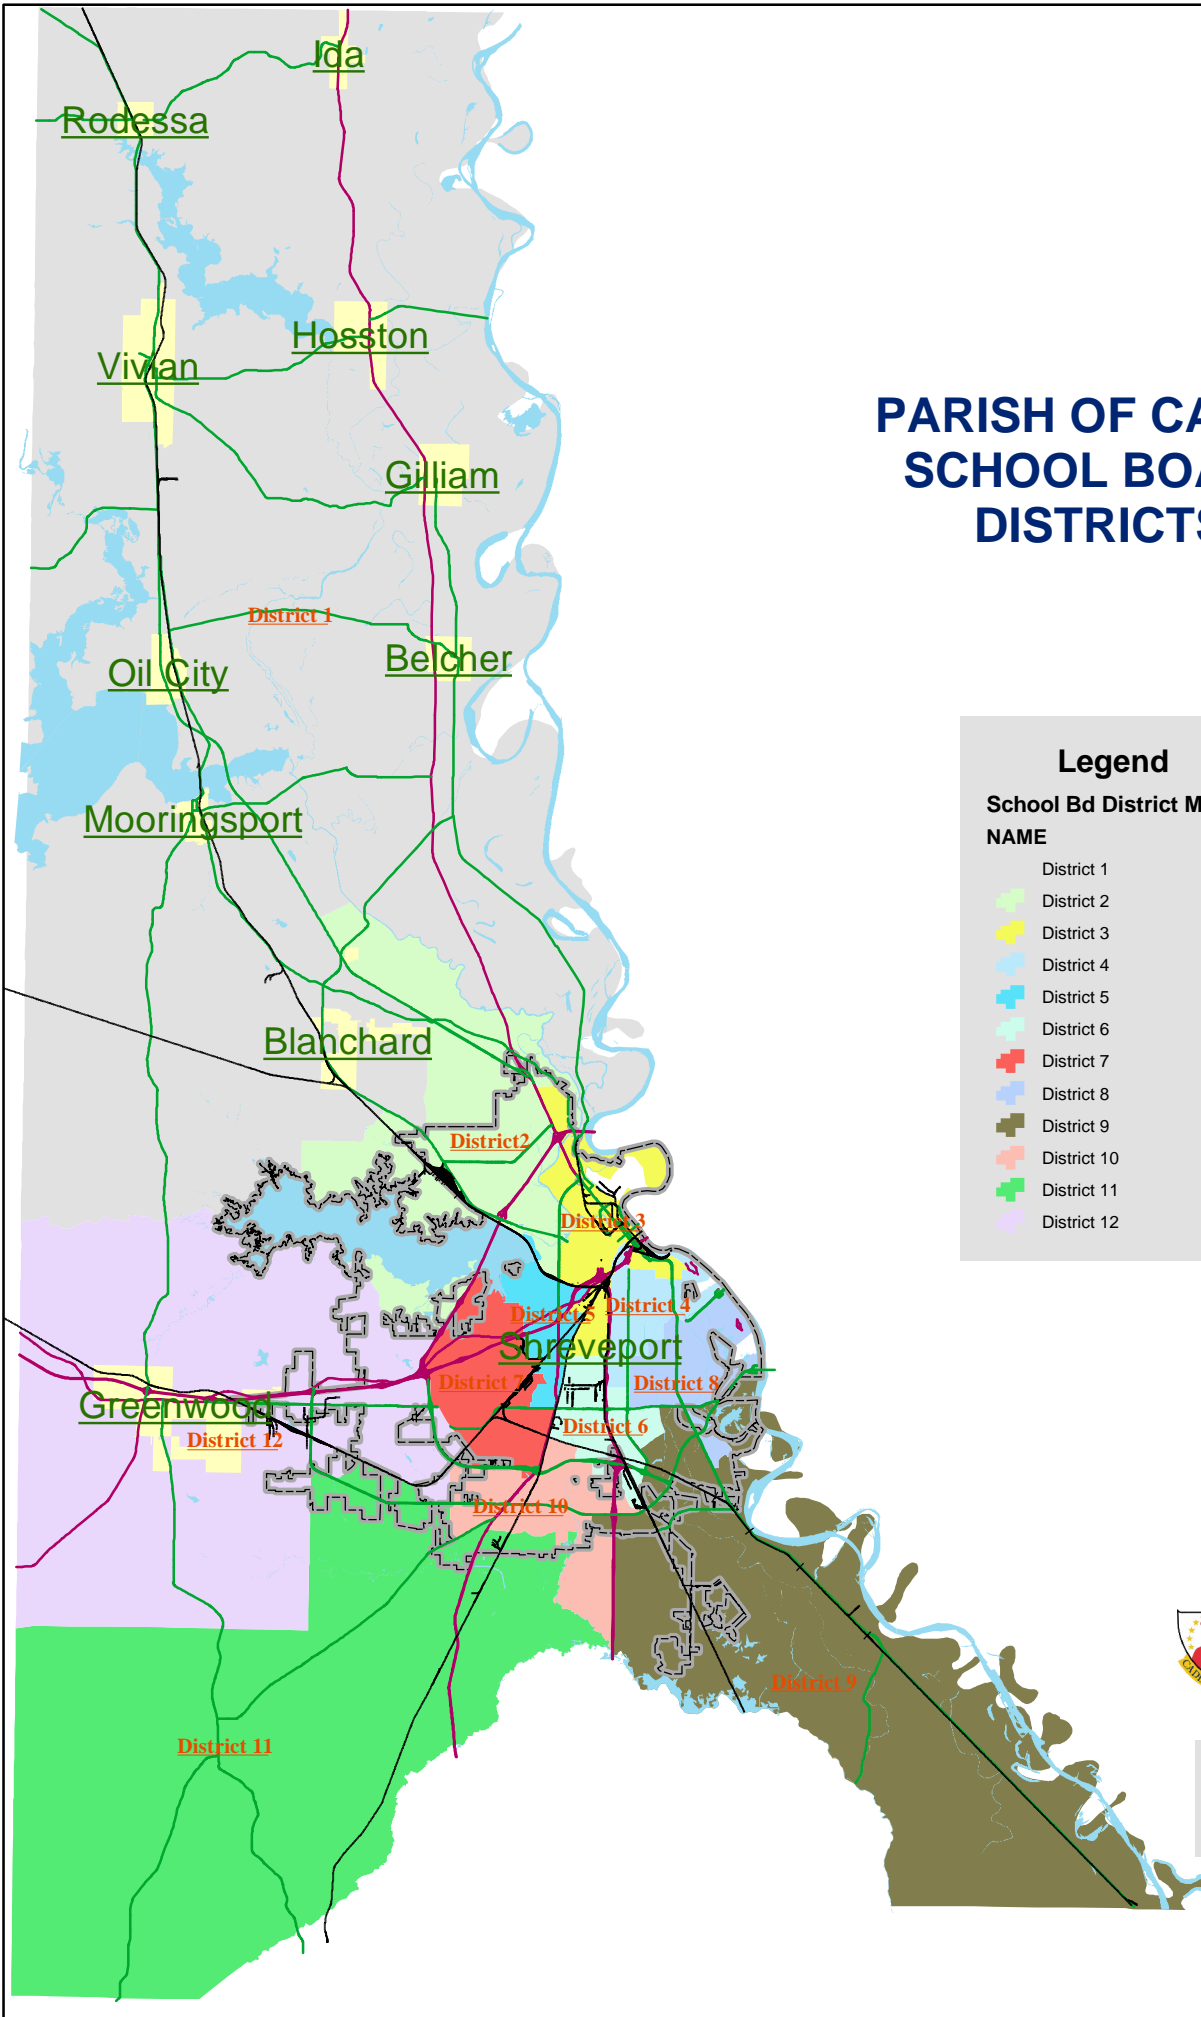 Ida
Rodessa
Hosston
Vivian
PARISH OF CA
SCHOOL BOA
DISTRICTS
Gilliam
District 1
Belcher
Oil City
Legend
School Bd District M
NAME
District 1
District 2
District 3
District 4
District 5
District 6
District 7
District 8
District 9
District 10
District 11
District 12
Mooringsport
Blanchard
District2
District 3
District 4
District 5
Shreveport
District 7
District 8
Greenwood
District 6
District 12
District 10
District 9
District 11
CAD